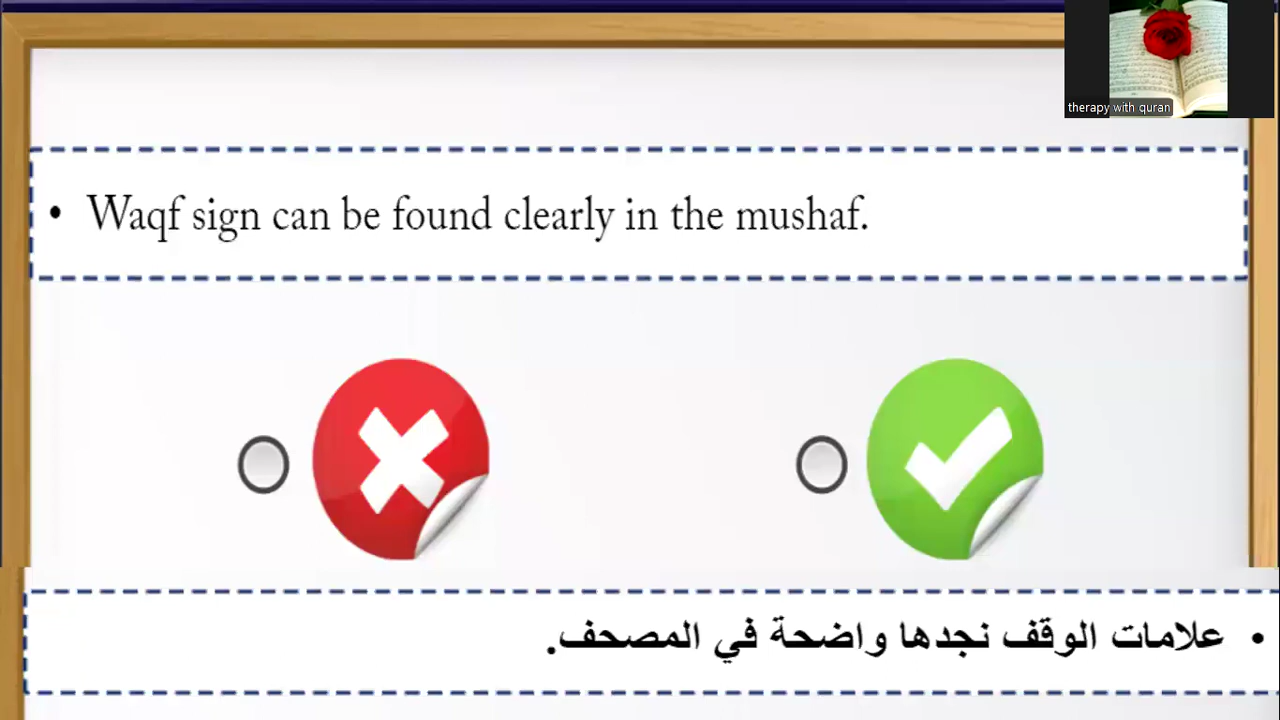 therapy with quran
• Waqf sign can be found clearly in the mushaf.
• علامات الوقف نجدها واضحة في المصحف.